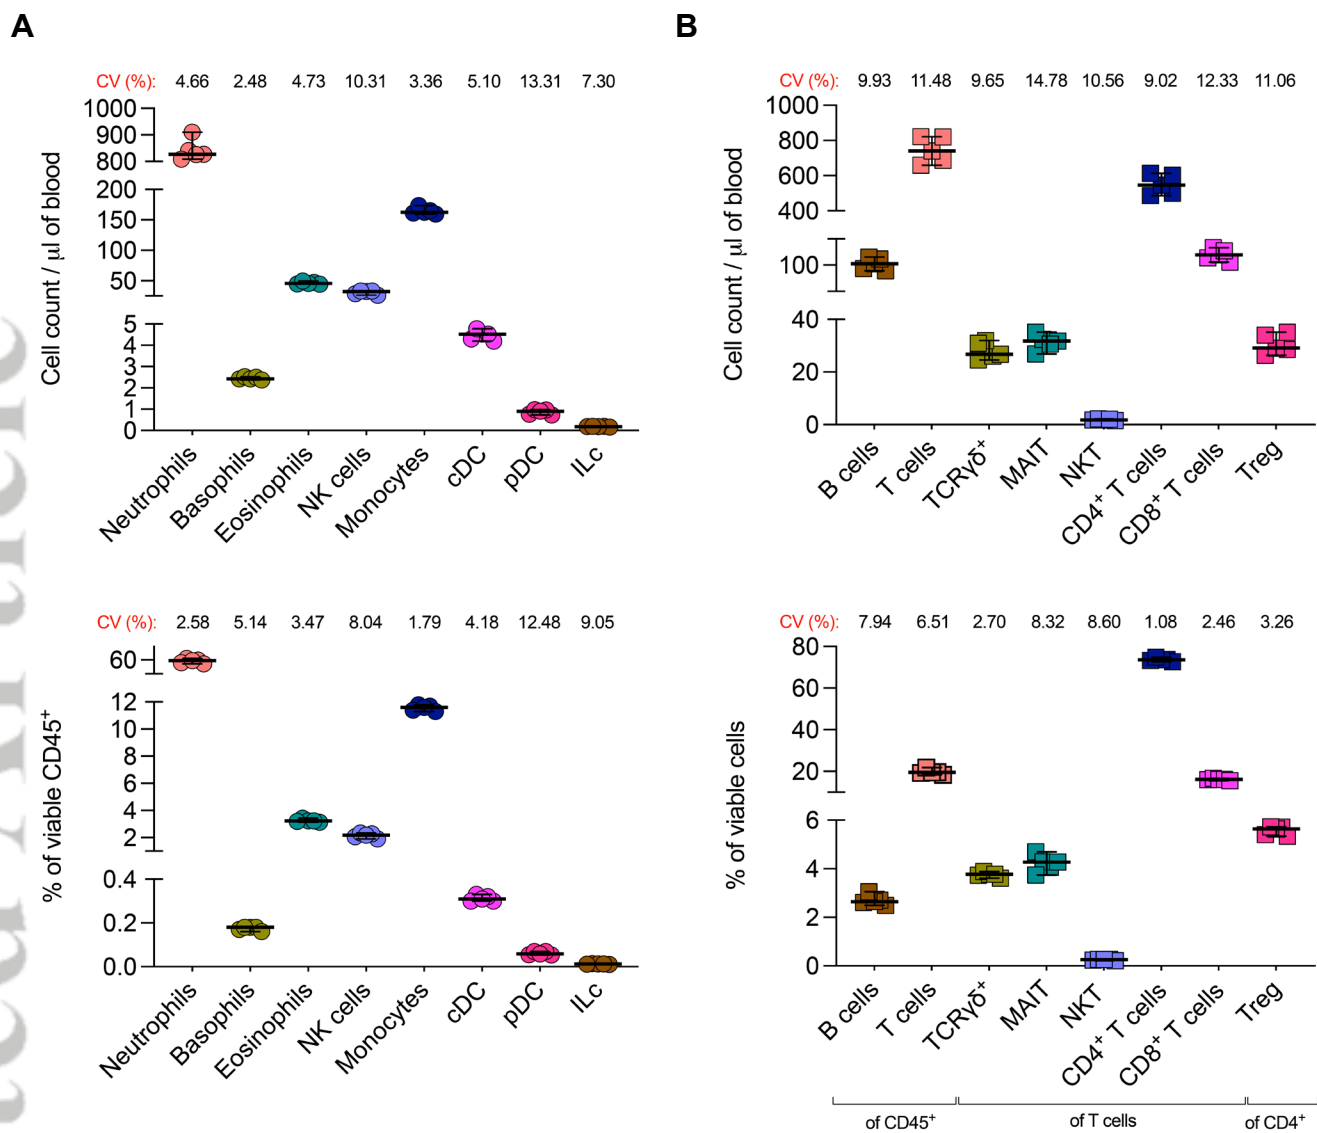 A
CV (%): 4.66 2.48 4.73 10.31 3.36 5.10 13.31 7.30
Cell count / µl of blood
1000
900
800
200
150
100
50
5
4
3
2
1
0
Neutrophils Basophils Eosinophils NK cells Monocytes cDC pDC ILc
B
CV (%): 9.93 11.48 9.65 14.78 10.56 9.02 12.33 11.06
Cell count / µl of blood
1000
800
600
400
100
40
20
0
B cells T cells TCRγδ⁺ MAIT NKT CD4⁺ T cells CD8⁺ T cells Treg
CV (%): 2.58 5.14 3.47 8.04 1.79 4.18 12.48 9.05
% of viable CD45⁺
60
12
10
8
6
4
2
0.4
0.2
0.0
Neutrophils Basophils Eosinophils NK cells Monocytes cDC pDC ILc
CV (%): 7.94 6.51 2.70 8.32 8.60 1.08 2.46 3.26
% of viable cells
80
60
40
20
6
4
2
0
B cells T cells TCRγδ⁺ MAIT NKT CD4⁺ T cells CD8⁺ T cells Treg
of CD45⁺ of T cells of CD4⁺